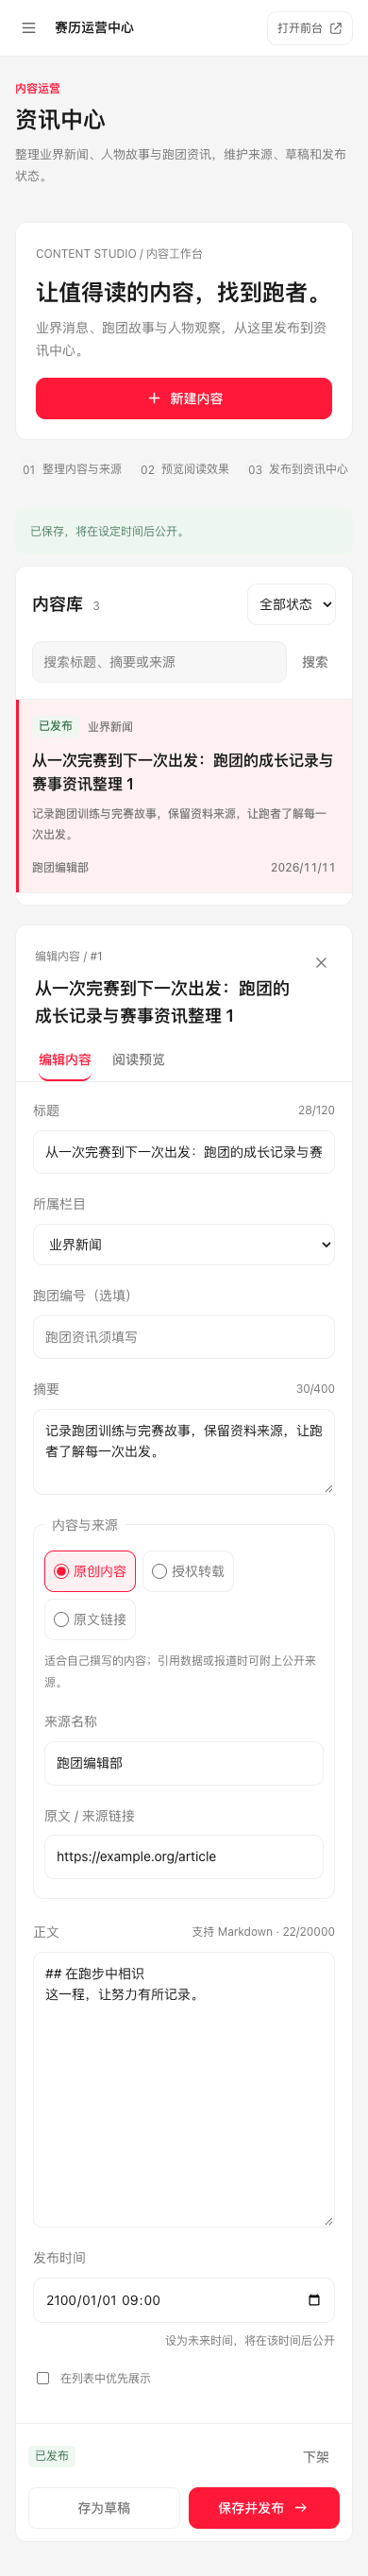 赛历运营中心
打开前台
内容运营
资讯中心
整理业界新闻、人物故事与跑团资讯，维护来源、草稿和发布
状态。
CONTENT STUDIO / 内容工作台
让值得读的内容，找到跑者。
业界消息、跑团故事与人物观察，从这里发布到资
讯中心。
新建内容
01 整理内容与来源
02 预览阅读效果
03 发布到资讯中心
已保存，将在设定时间后公开。
内容库 3
全部状态
搜索标题、摘要或来源
搜索
已发布 业界新闻
从一次完赛到下一次出发：跑团的成长记录与
赛事资讯整理 1
记录跑团训练与完赛故事，保留资料来源，让跑者了解每一
次出发。
跑团编辑部
2026/11/11
编辑内容 / #1
从一次完赛到下一次出发：跑团的
成长记录与赛事资讯整理 1
编辑内容
阅读预览
标题
28/120
从一次完赛到下一次出发：跑团的成长记录与赛
所属栏目
业界新闻
跑团编号（选填）
跑团资讯须填写
摘要
30/400
记录跑团训练与完赛故事，保留资料来源，让跑
者了解每一次出发。
内容与来源
原创内容
授权转载
原文链接
适合自己撰写的内容；引用数据或报道时可附上公开来
源。
来源名称
跑团编辑部
原文 / 来源链接
https://example.org/article
正文
支持 Markdown · 22/20000
## 在跑步中相识
这一程，让努力有所记录。
发布时间
2100/01/01 09:00
设为未来时间，将在该时间后公开
在列表中优先展示
已发布
下架
存为草稿
保存并发布